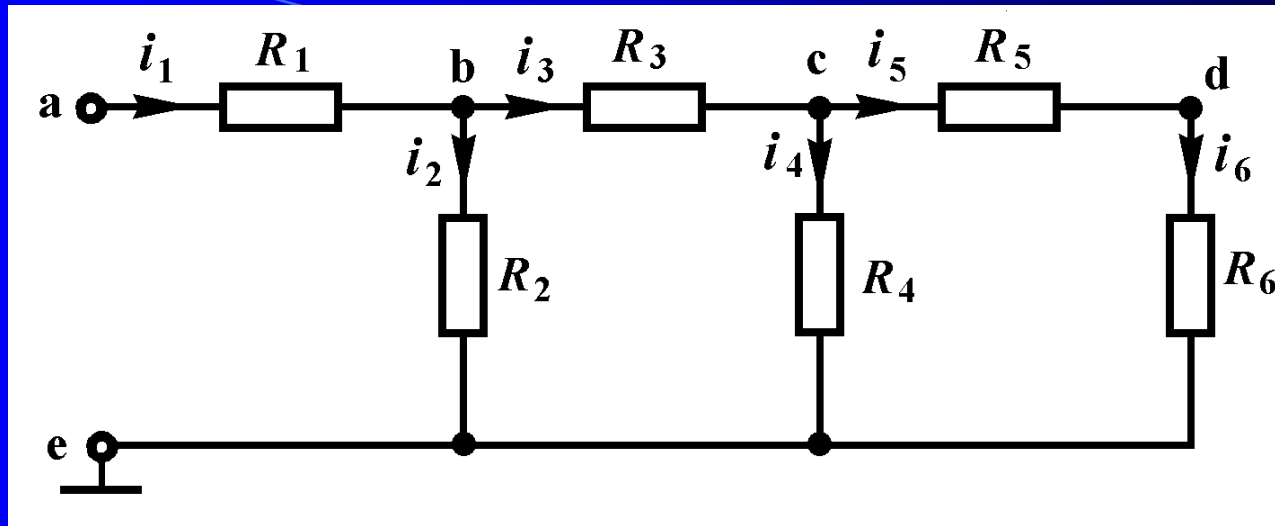 i₁ R₁ b i₃ R₃ c i₅ R₅ d
a
i₂ i₄ i₆
R₂ R₄ R₆
e